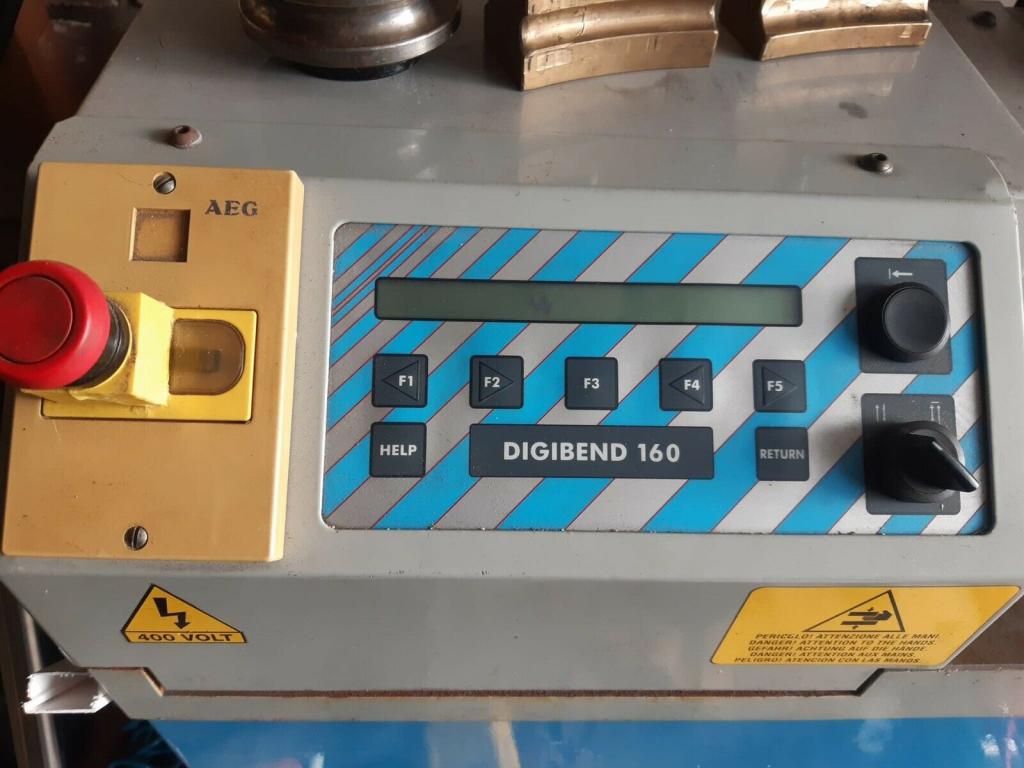 AEG
F1
F2
F3
F4
F5
HELP
DIGIBEND 160
RETURN
400 VOLT
PERICOLO! ATTENZIONE ALLE MANI.
DANGER! ATTENTION TO THE HANDS.
GEFAHR! ACHTUNG AUF DIE HÄNDE.
DANGER! ATTENTION AUX MAINS.
PELIGRO! ATENCION CON LAS MANOS.